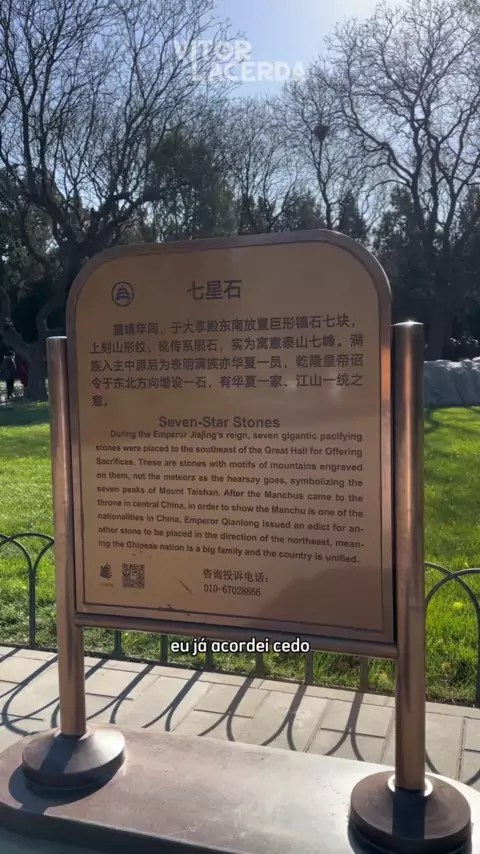 VITOR
LACERDA
七星石
嘉靖年间，于大享殿东南放置巨形镇石七块，
上刻山形纹，讹传系陨石，实为寓意泰山七峰。满
族入主中原后为表明满族亦华夏一员，乾隆皇帝诏
令于东北方向增设一石，有华夏一家、江山一统之
意。
Seven-Star Stones
During the Emperor Jiajing's reign, seven gigantic pacifying
stones were placed to the southeast of the Great Hall for Offering
Sacrifices. These are stones with motifs of mountains engraved
on them, not the meteors as the hearsay goes, symbolizing the
seven peaks of Mount Taishan. After the Manchus came to the
throne in central China, in order to show the Manchu is one of the
nationalities in China, Emperor Qianlong issued an edict for an-
other stone to be placed in the direction of the northeast, mean-
ing the Chinese nation is a big family and the country is unified.
咨询投诉电话：
010-67028866
eu já acordei cedo